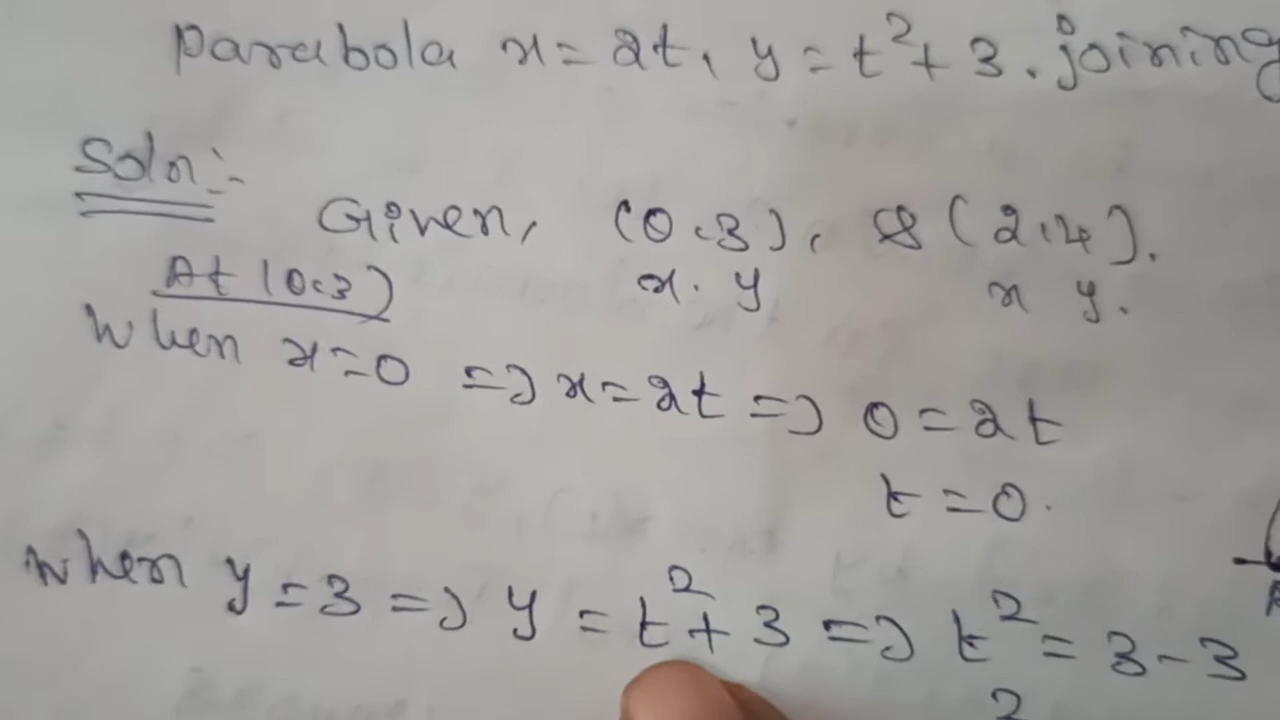 parabola x = 2t, y = t² + 3. joining
Soln:-
Given, (0,3), & (2,4).
x. y x y.
At (0,3)
When x=0 => x=2t => 0=2t
t=0.
When y=3 => y = t²+3 => t² = 3-3
2